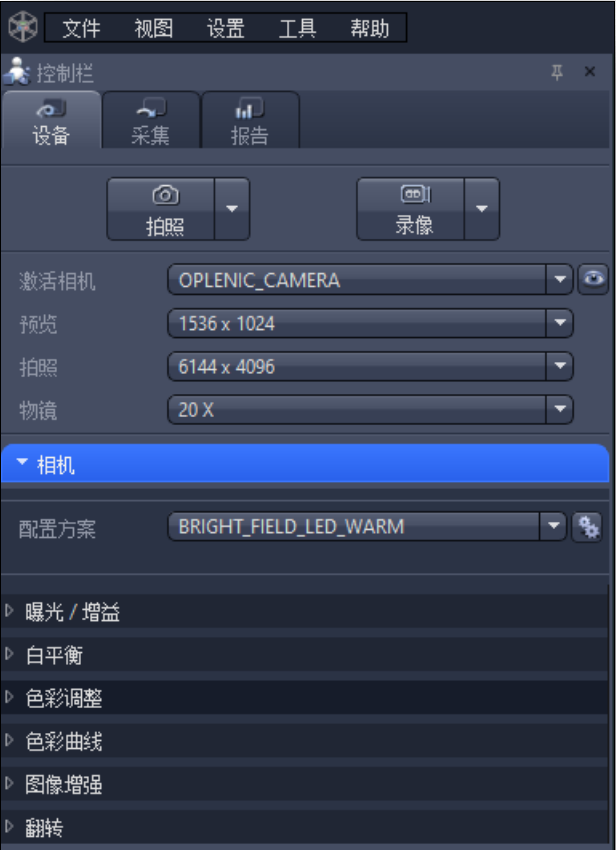 文件 视图 设置 工具 帮助
控制栏
设备 采集 报告
拍照 录像
激活相机 OPLENIC_CAMERA
预览 1536 x 1024
拍照 6144 x 4096
物镜 20 X
相机
配置方案 BRIGHT_FIELD_LED_WARM
曝光 / 增益
白平衡
色彩调整
色彩曲线
图像增强
翻转